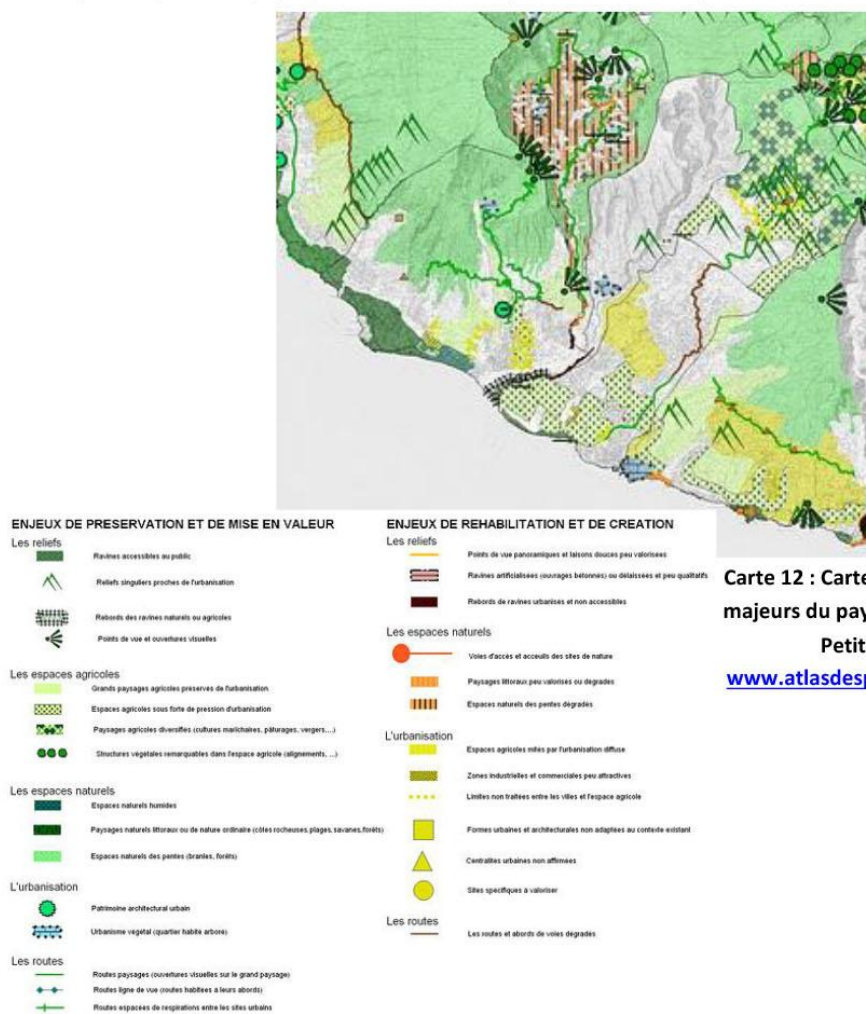 ENJEUX DE PRESERVATION ET DE MISE EN VALEUR
Les reliefs
Ravines accessibles au public
Reliefs singuliers proches de l'urbanisation
Rebords des ravines naturels ou agricoles
Points de vue et ouvertures visuelles
Les espaces agricoles
Grands paysages agricoles préservés de l'urbanisation
Espaces agricoles sous forte de pression d'urbanisation
Paysages agricoles diversifiés (cultures maraîchaires, pâturages, vergers,...)
Structures végétales remarquables dans l'espace agricole (alignements, ...)
Les espaces naturels
Espaces naturels humides
Paysages naturels littoraux ou de nature ordinaire (côtes rocheuses, plages, savanes, forêts)
Espaces naturels des pentes (branles, forêts)
L'urbanisation
Patrimoine architectural urbain
Urbanisme végétal (quartier habité arboré)
Les routes
Routes paysages (ouvertures visuelles sur le grand paysage)
Routes ligne de vue (routes habitées à leurs abords)
Routes espacées de respirations entre les sites urbains
ENJEUX DE REHABILITATION ET DE CREATION
Les reliefs
Points de vue panoramiques et liaisons douces peu valorisées
Ravines artificialisées (ouvrages bétonnés) ou délaissées et peu qualitatifs
Rebords de ravines urbanisés et non accessibles
Les espaces naturels
Voies d'accès et acceuils des sites de nature
Paysages littoraux peu valorisés ou dégradés
Espaces naturels des pentes dégradés
L'urbanisation
Espaces agricoles mités par l'urbanisation diffuse
Zones industrielles et commerciales peu attractives
Limites non traitées entre les villes et l'espace agricole
Formes urbaines et architecturales non adaptées au contexte existant
Centralités urbaines non affirmées
Sites spécifiques à valoriser
Les routes
Les routes et abords de voies dégradés
Carte 12 : Carte
majeurs du pay
Petit
www.atlasdesp